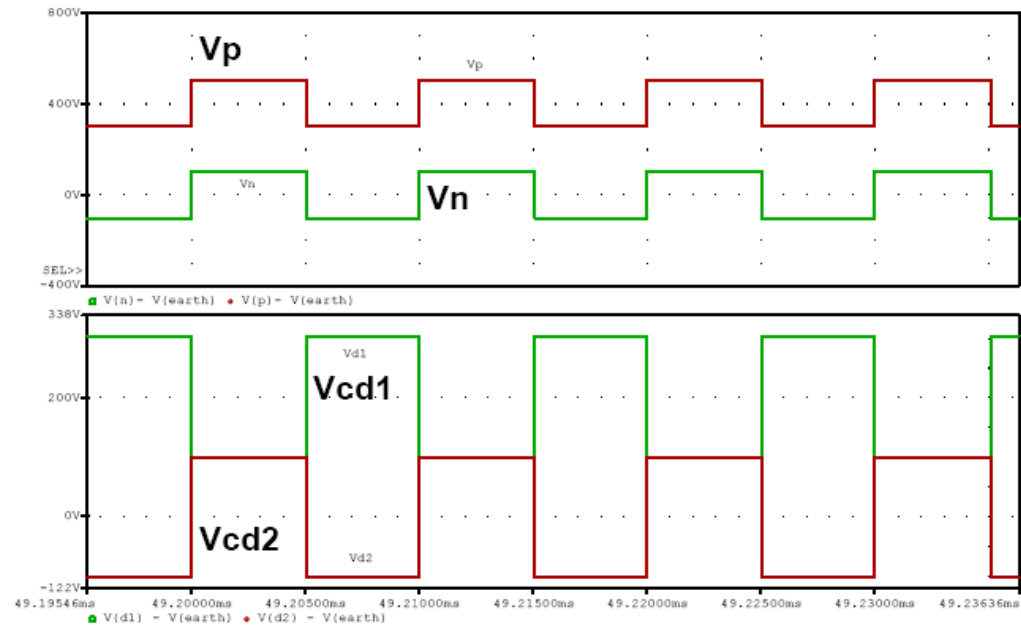 800V
Vp
Vp
400V
Vn
Vn
0V
SEL>>
-400V
V(n)- V(earth) V(p)- V(earth)
338V
Vd1
Vcd1
200V
0V
Vcd2
Vd2
-122V
49.19546ms 49.20000ms 49.20500ms 49.21000ms 49.21500ms 49.22000ms 49.22500ms 49.23000ms 49.23636ms
V(d1) - V(earth) V(d2) - V(earth)